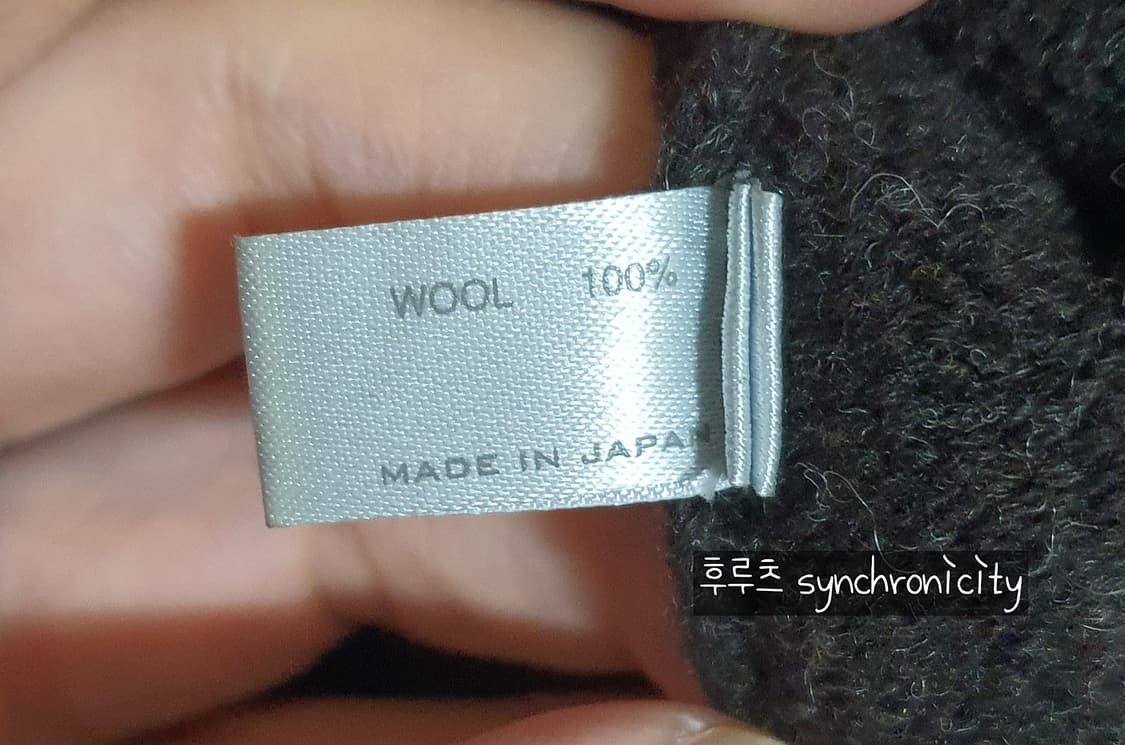 WOOL 100%
MADE IN JAPAN
후루츠 synchronicity